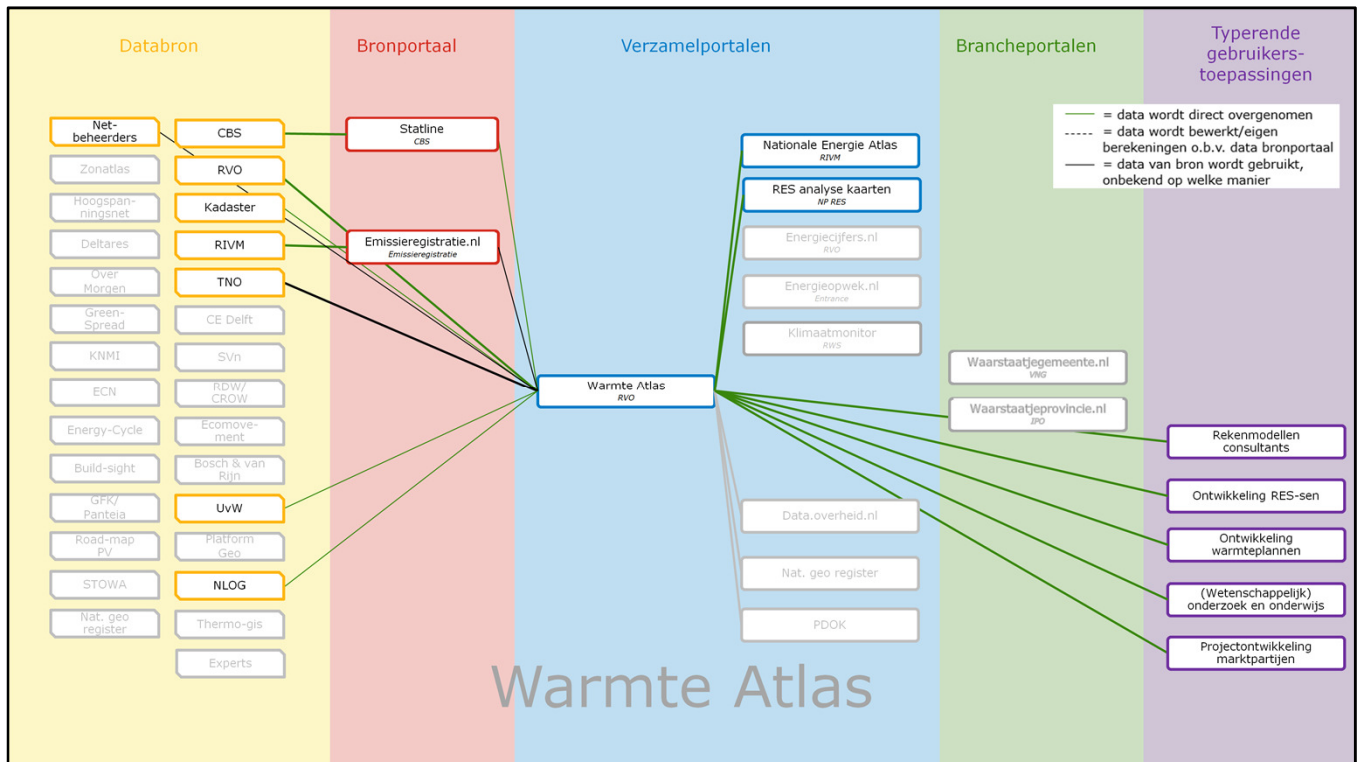 Databron
Bronportaal
Verzamelportalen
Brancheportalen
Typerende
gebruikers-
toepassingen
= data wordt direct overgenomen
= data wordt bewerkt/eigen
berekeningen o.b.v. data bronportaal
= data van bron wordt gebruikt,
onbekend op welke manier
Net-
beheerders
Zonatlas
Hoogspan-
ningsnet
Deltares
Over
Morgen
Green-
Spread
KNMI
ECN
Energy-Cycle
Build-sight
GFK/
Panteia
Road-map
PV
STOWA
Nat. geo
register
CBS
RVO
Kadaster
RIVM
TNO
CE Delft
SVn
RDW/
CROW
Ecomove-
ment
Bosch & van
Rijn
UvW
Platform
Geo
NLOG
Thermo-gis
Experts
Statline
CBS
Emissieregistratie.nl
Emissieregistratie
Warmte Atlas
RVO
Nationale Energie Atlas
RIVM
RES analyse kaarten
NP RES
Energiecijfers.nl
RVO
Energieopwek.nl
Entrance
Klimaatmonitor
RWS
Data.overheid.nl
Nat. geo register
PDOK
Waarstaatjegemeente.nl
VNG
Waarstaatjeprovincie.nl
IPO
Rekenmodellen
consultants
Ontwikkeling RES-sen
Ontwikkeling
warmteplannen
(Wetenschappelijk)
onderzoek en onderwijs
Projectontwikkeling
marktpartijen
Warmte Atlas